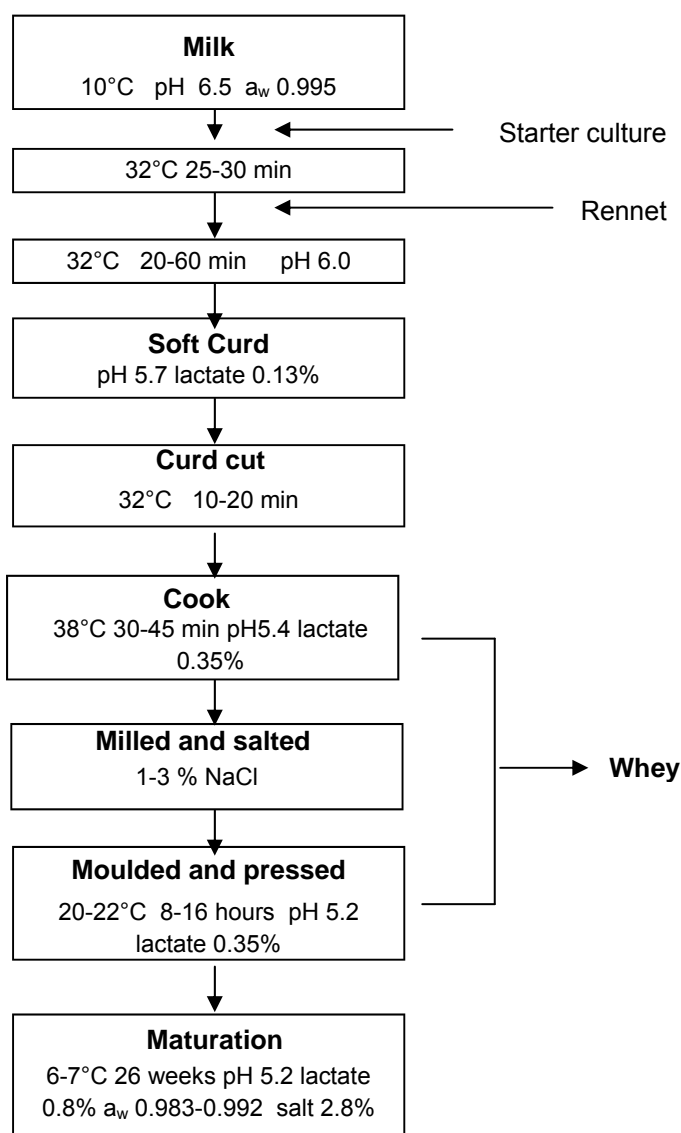 Milk
10°C pH 6.5 aw 0.995
Starter culture
32°C 25-30 min
Rennet
32°C 20-60 min pH 6.0
Soft Curd
pH 5.7 lactate 0.13%
Curd cut
32°C 10-20 min
Cook
38°C 30-45 min pH5.4 lactate
0.35%
Milled and salted
1-3 % NaCl
Whey
Moulded and pressed
20-22°C 8-16 hours pH 5.2
lactate 0.35%
Maturation
6-7°C 26 weeks pH 5.2 lactate
0.8% aw 0.983-0.992 salt 2.8%